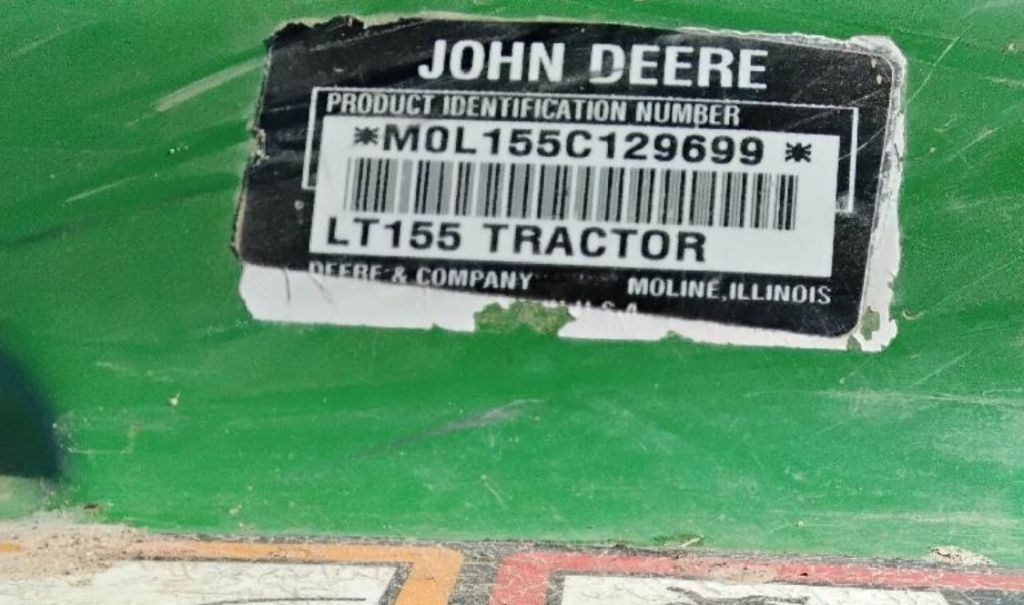 JOHN DEERE
PRODUCT IDENTIFICATION NUMBER
*M0L155C129699 *
LT155 TRACTOR
DEERE & COMPANY MOLINE, ILLINOIS
U.S.A.